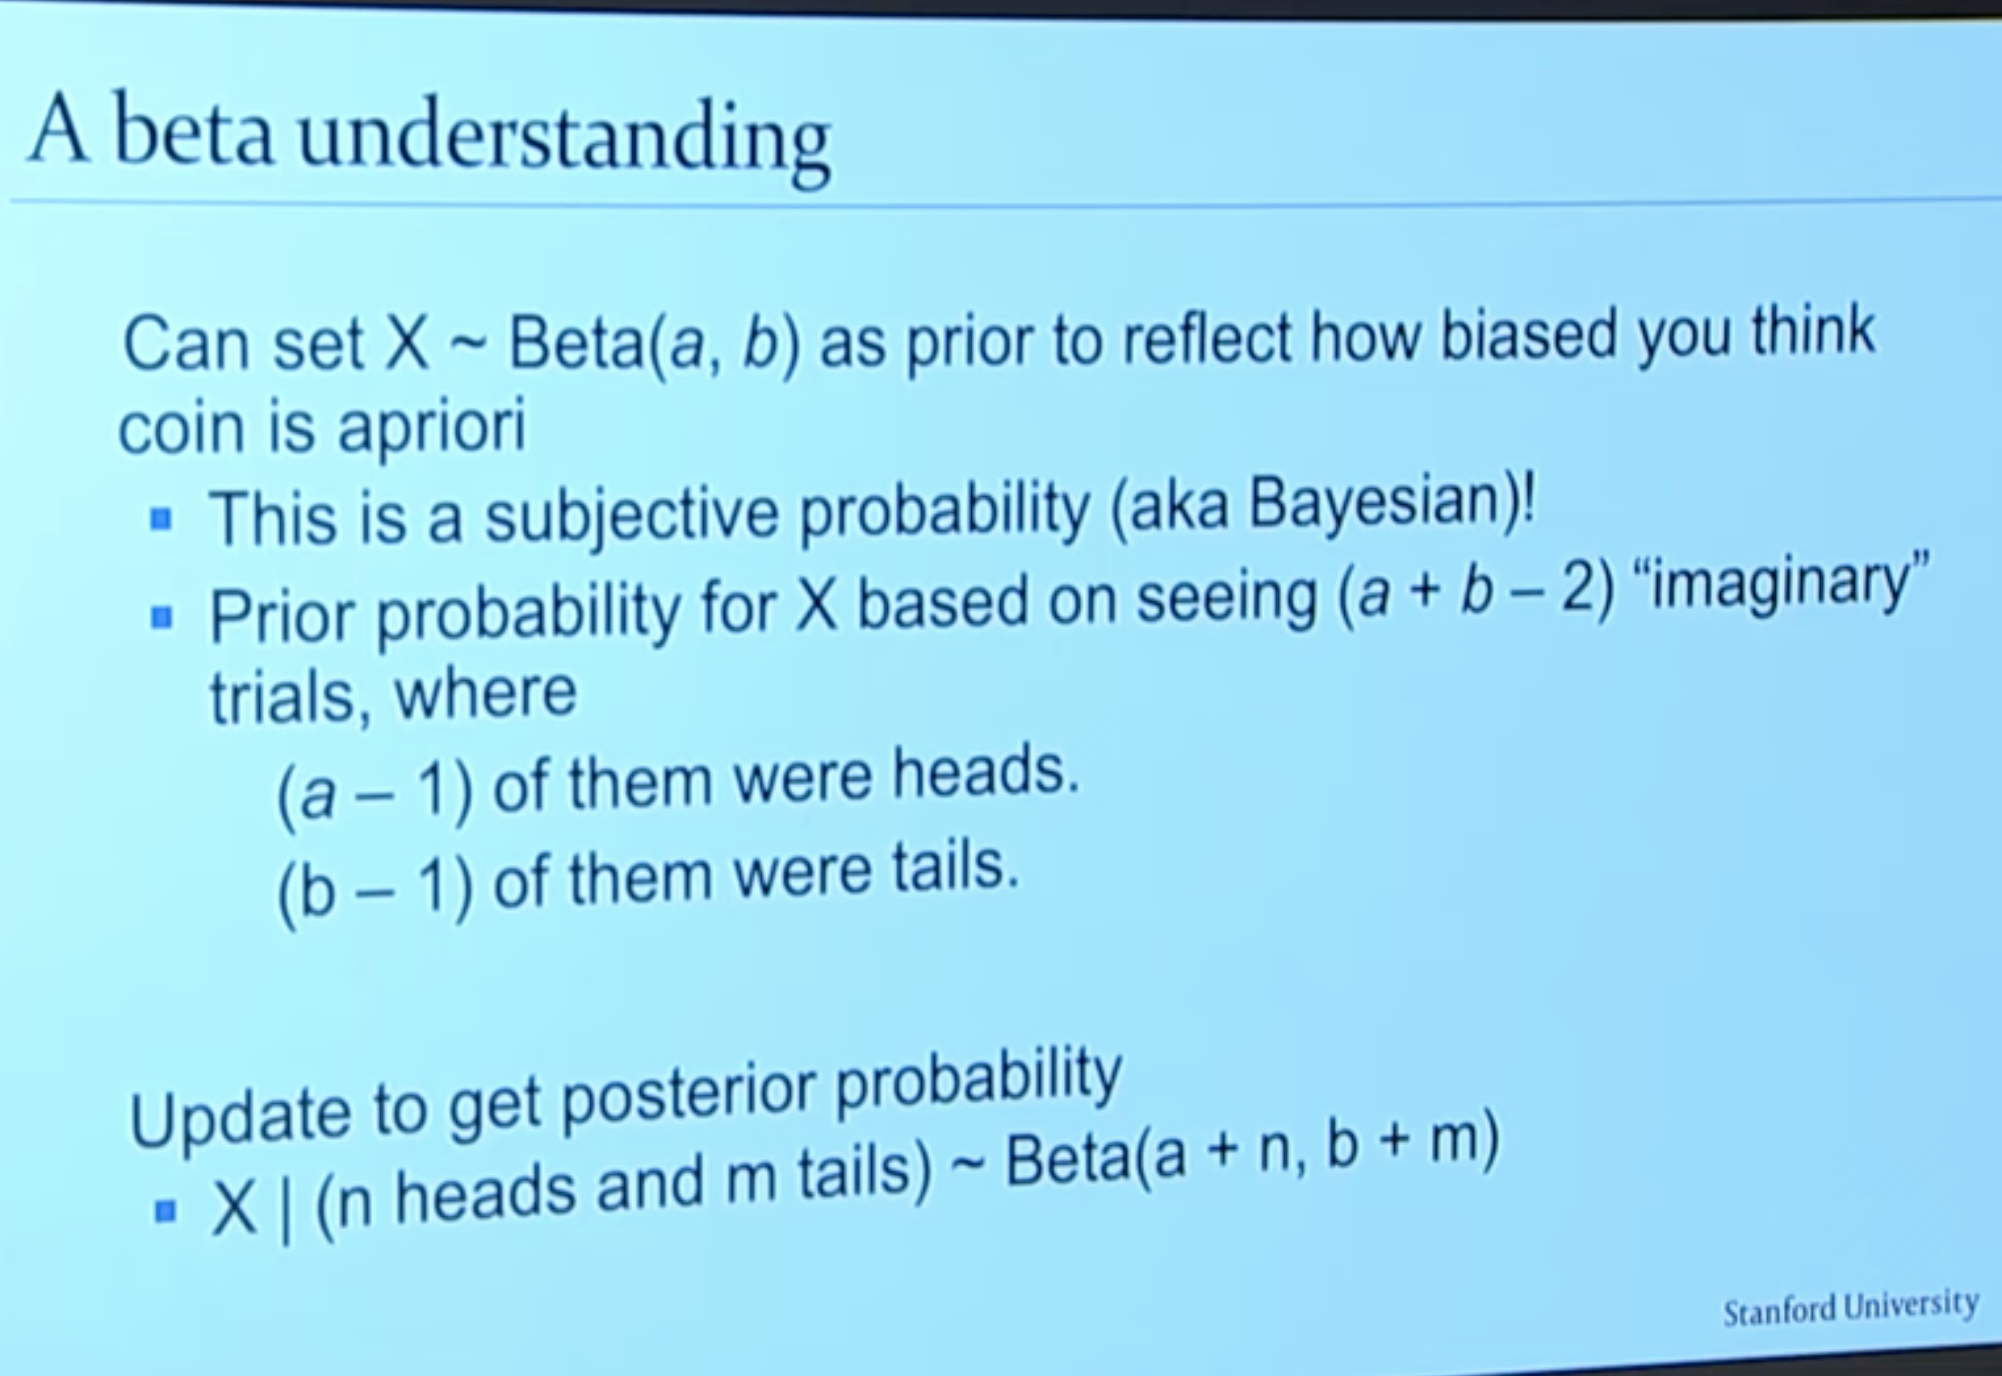 A beta understanding
Can set X ~ Beta(a, b) as prior to reflect how biased you think
coin is apriori
▪ This is a subjective probability (aka Bayesian)!
▪ Prior probability for X based on seeing (a + b – 2) “imaginary”
trials, where
(a – 1) of them were heads.
(b – 1) of them were tails.
Update to get posterior probability
▪ X | (n heads and m tails) ~ Beta(a + n, b + m)
Stanford University